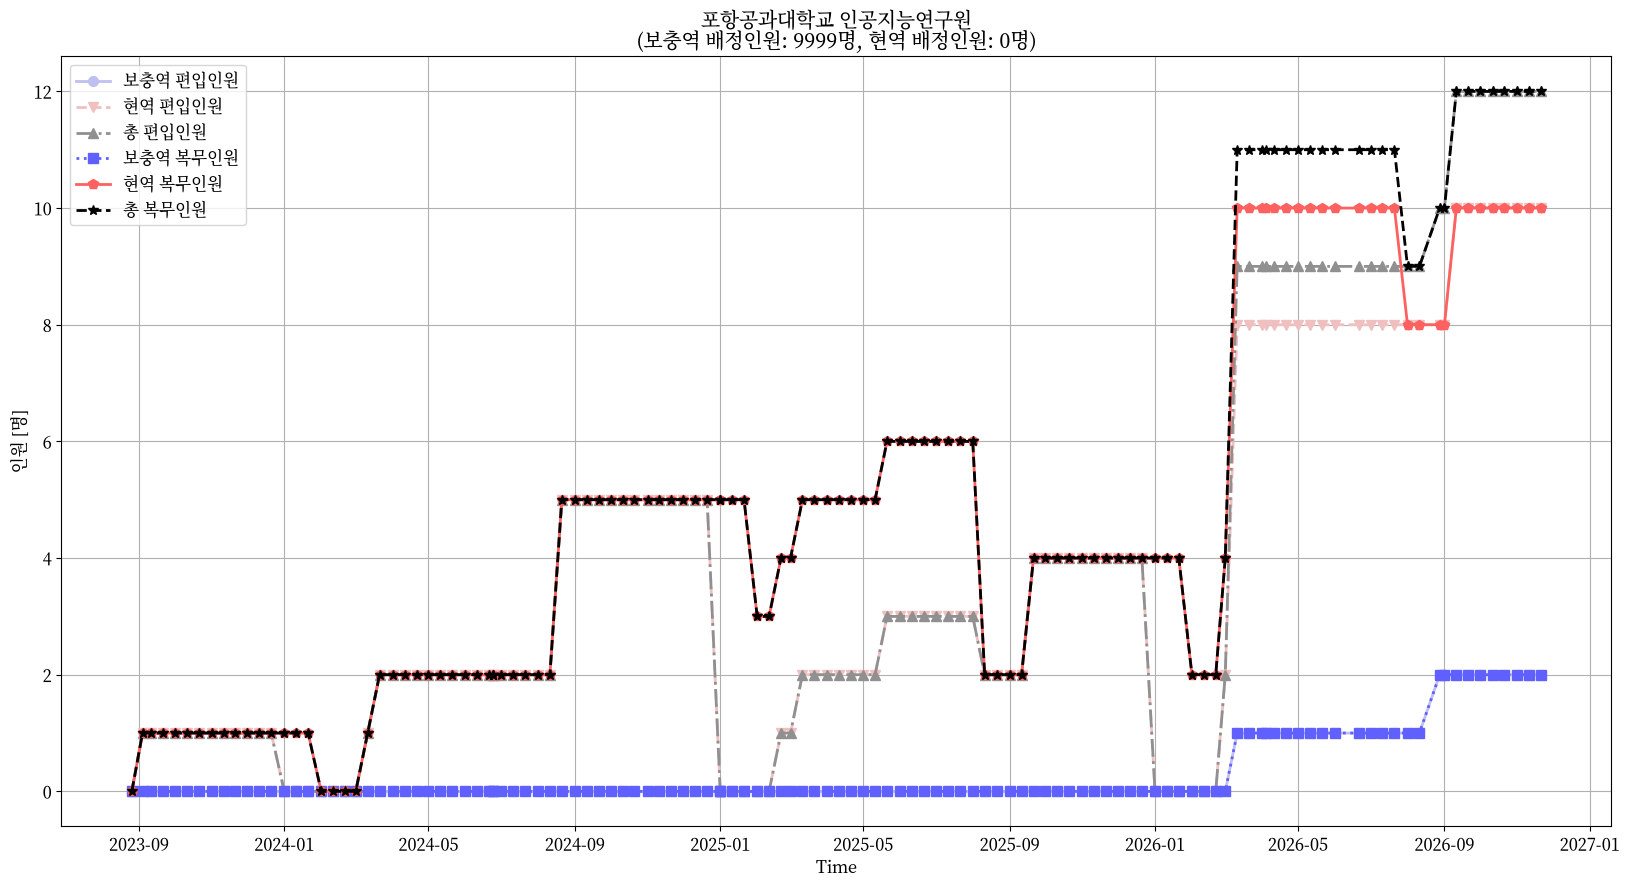 포항공과대학교 인공지능연구원
(보충역 배정인원: 9999명, 현역 배정인원: 0명)
보충역 편입인원
현역 편입인원
총 편입인원
보충역 복무인원
현역 복무인원
총 복무인원
인원 [명]
12
10
8
6
4
2
0
2023-09
2024-01
2024-05
2024-09
2025-01
2025-05
2025-09
2026-01
2026-05
2026-09
2027-01
Time